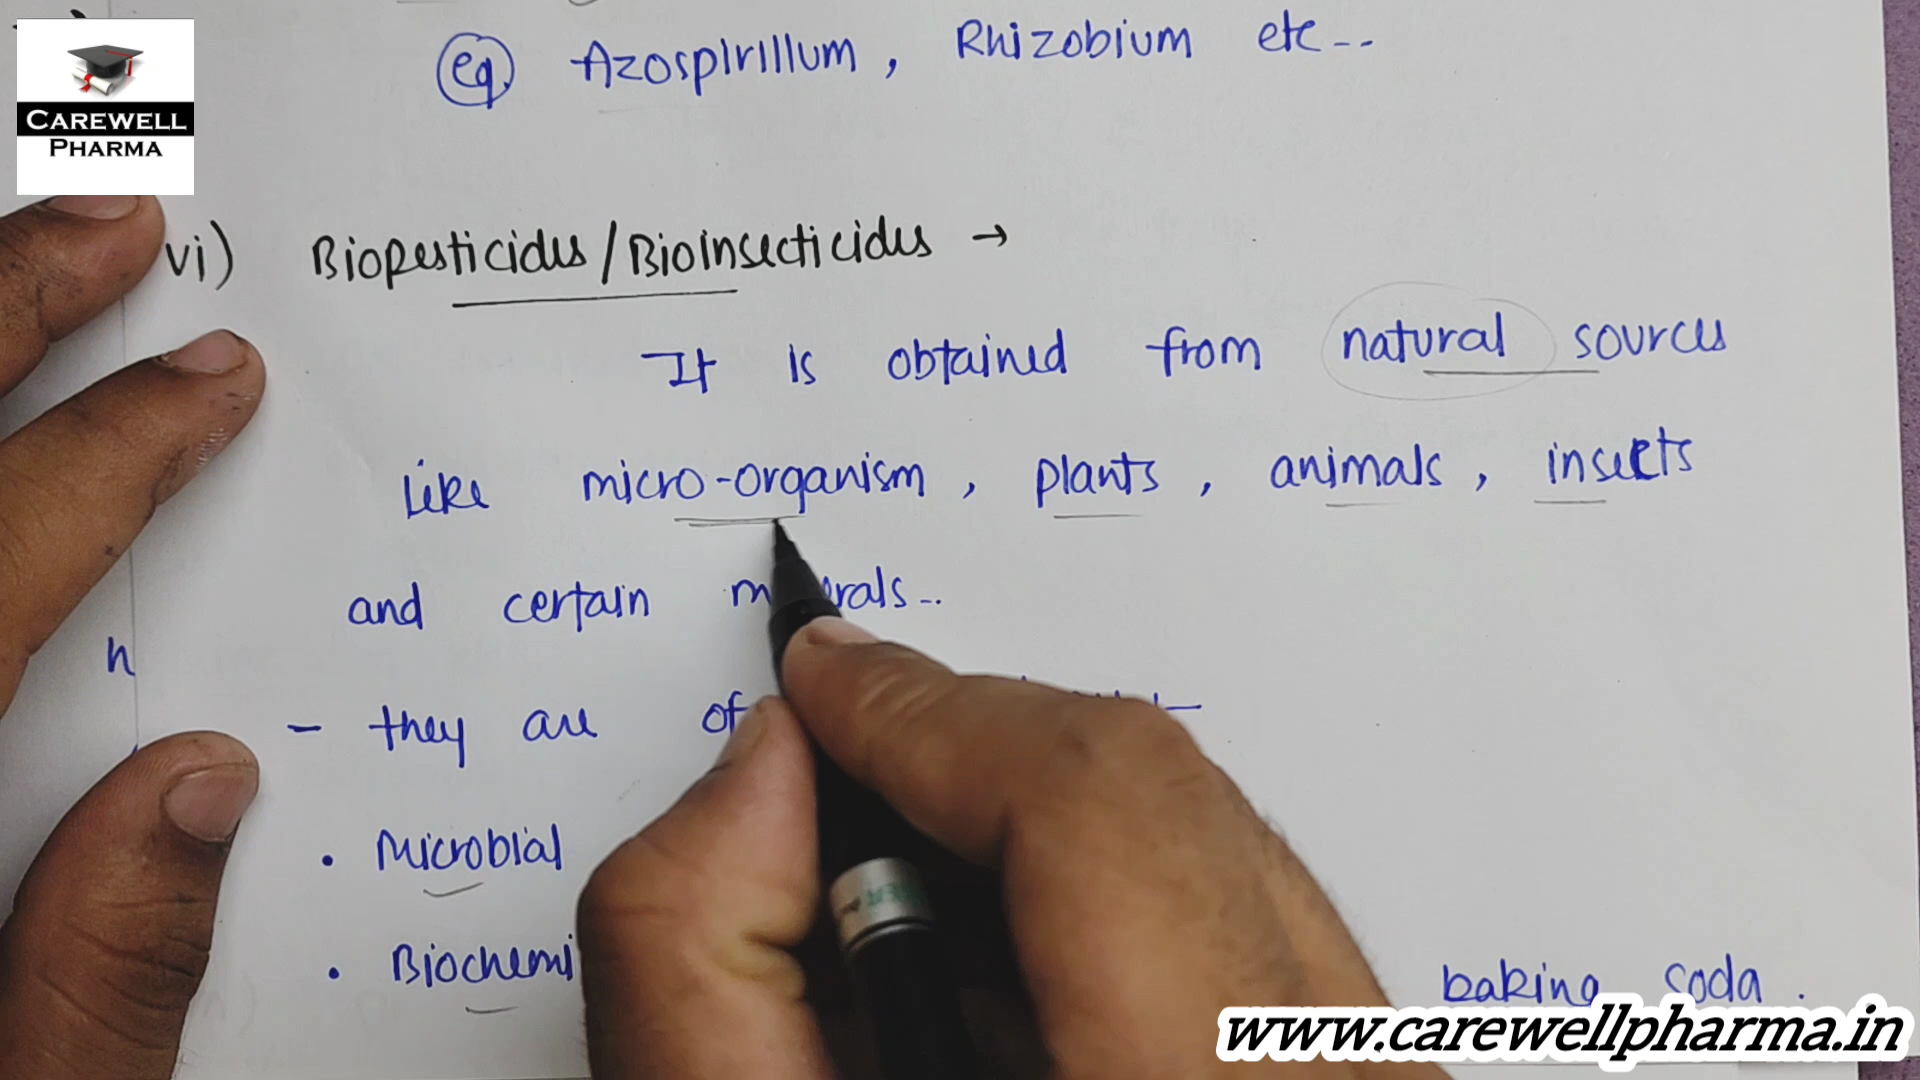 eg Azospirillum, Rhizobium etc--
CAREWELL
PHARMA
vi) Biopesticides/Bioinsecticides →
It is obtained from natural sources
Like micro-organism, plants, animals, insects
and certain
h
- they are of
• Microbial
• Biochemi
baking soda.
www.carewellpharma.in